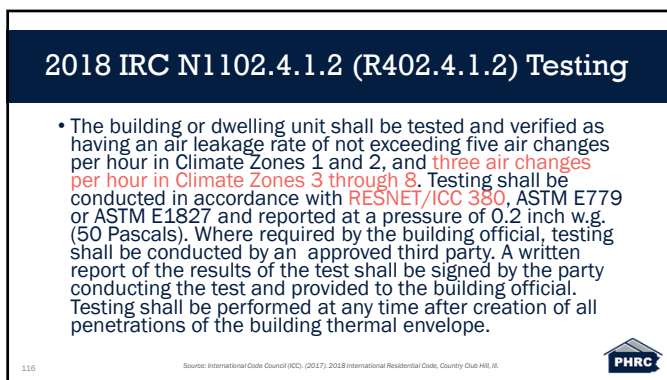 2018 IRC N1102.4.1.2 (R402.4.1.2) Testing
• The building or dwelling unit shall be tested and verified as
having an air leakage rate of not exceeding five air changes
per hour in Climate Zones 1 and 2, and three air changes
per hour in Climate Zones 3 through 8. Testing shall be
conducted in accordance with RESNET/ICC 380, ASTM E779
or ASTM E1827 and reported at a pressure of 0.2 inch w.g.
(50 Pascals). Where required by the building official, testing
shall be conducted by an approved third party. A written
report of the results of the test shall be signed by the party
conducting the test and provided to the building official.
Testing shall be performed at any time after creation of all
penetrations of the building thermal envelope.
116
Source: International Code Council (ICC). (2017). 2018 International Residential Code, Country Club Hill, Ill.
PHRC